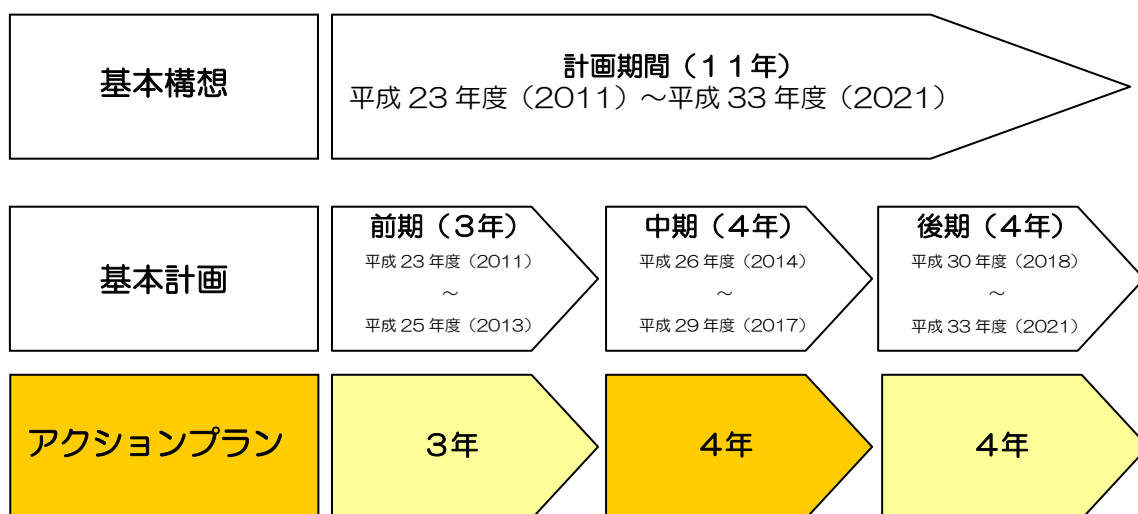 基本構想
計画期間（１１年）
平成 23 年度（2011）～平成 33 年度（2021）
基本計画
前期（３年）
平成 23 年度（2011）
～
平成 25 年度（2013）
中期（４年）
平成 26 年度（2014）
～
平成 29 年度（2017）
後期（４年）
平成 30 年度（2018）
～
平成 33 年度（2021）
アクションプラン
３年
４年
４年